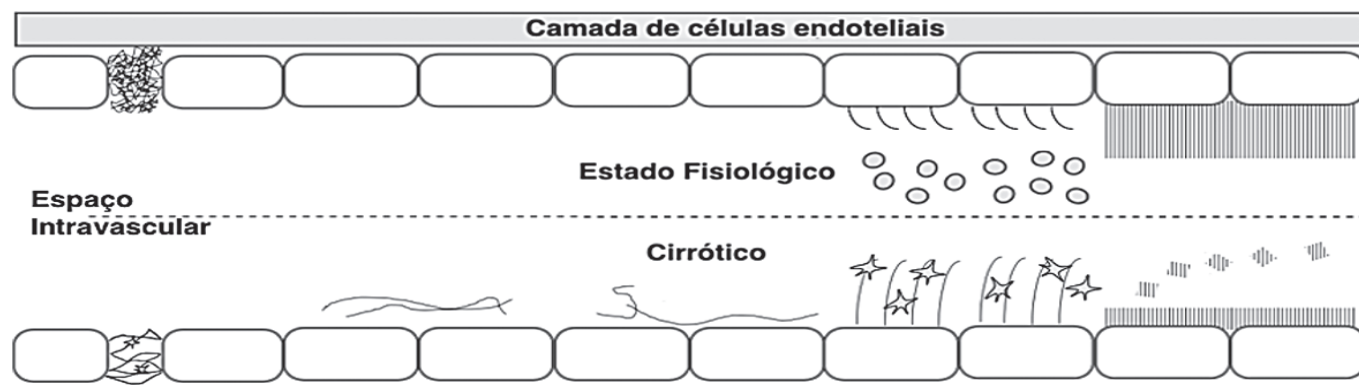 Camada de células endoteliais
Estado Fisiológico
Espaço
Intravascular
Cirrótico